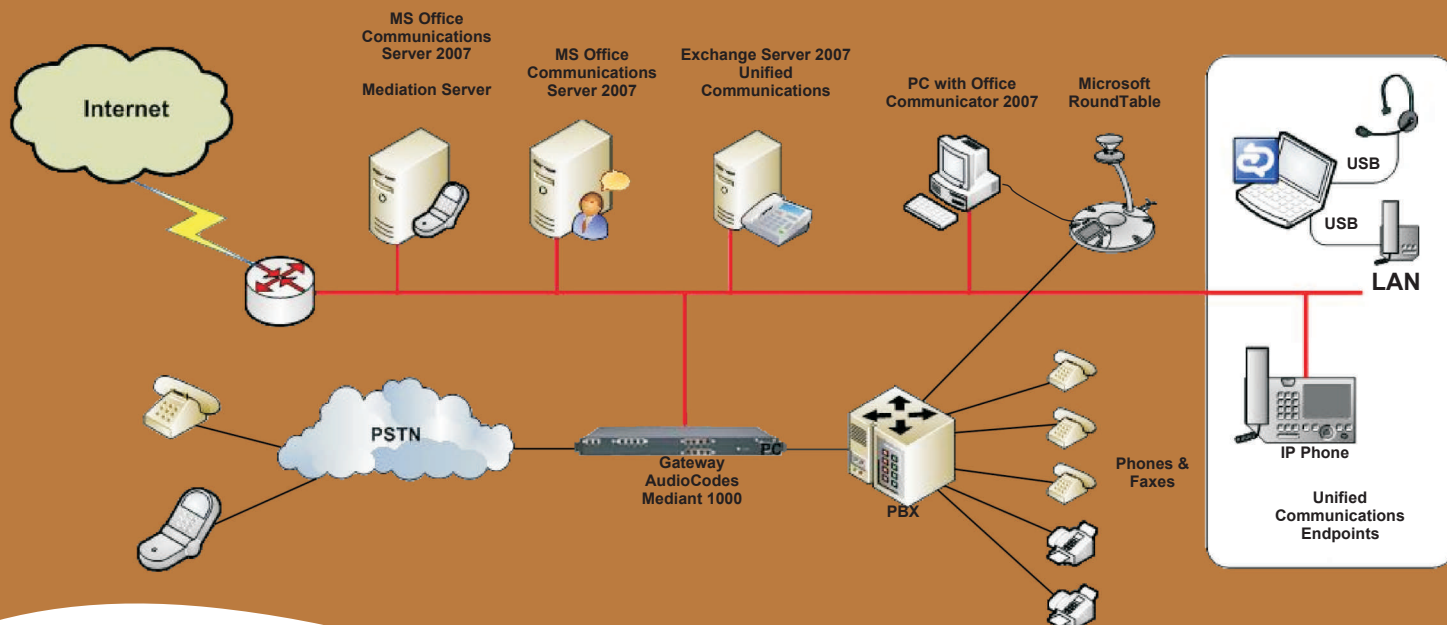 MS Office
Communications
Server 2007
Mediation Server
MS Office
Communications
Server 2007
Exchange Server 2007
Unified
Communications
PC with Office
Communicator 2007
Microsoft
RoundTable
Internet
USB
USB
LAN
PSTN
PC
Gateway
AudioCodes
Mediant 1000
PBX
Phones &
Faxes
IP Phone
Unified
Communications
Endpoints